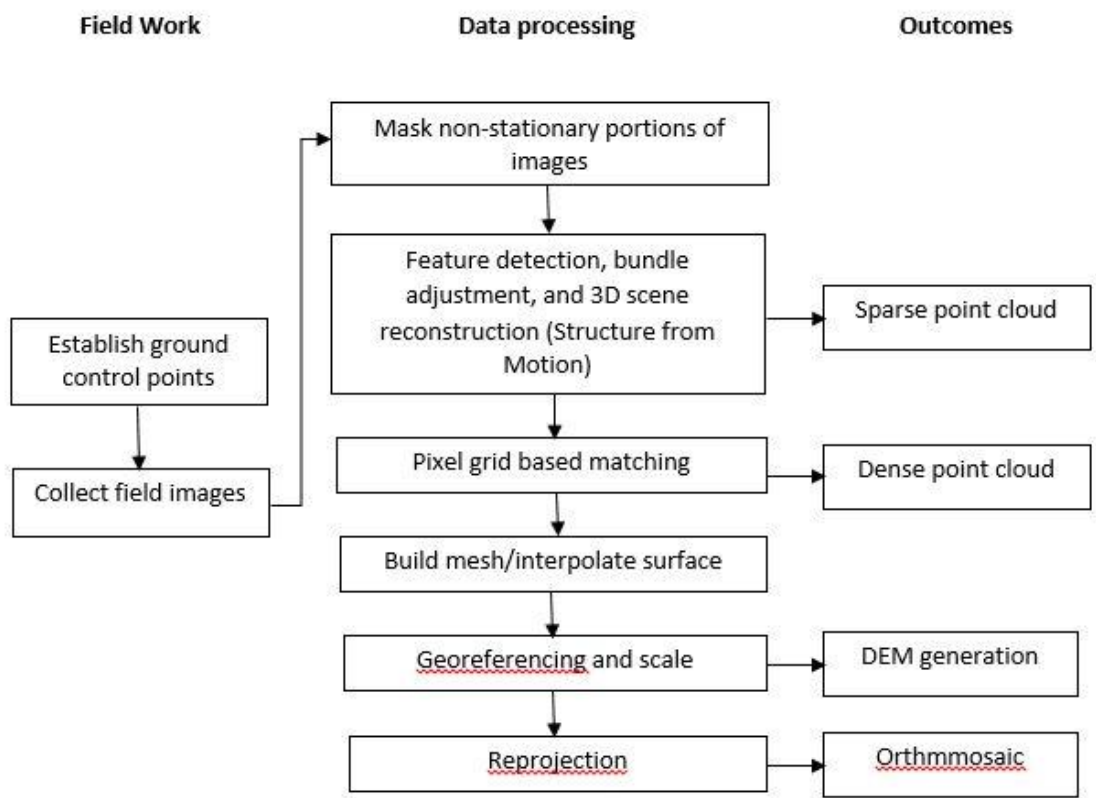 Field Work
Data processing
Outcomes
Mask non-stationary portions of
images
Feature detection, bundle
adjustment, and 3D scene
reconstruction (Structure from
Motion)
Sparse point cloud
Establish ground
control points
Pixel grid based matching
Dense point cloud
Collect field images
Build mesh/interpolate surface
Georeferencing and scale
DEM generation
Reprojection
Orthmmosaic